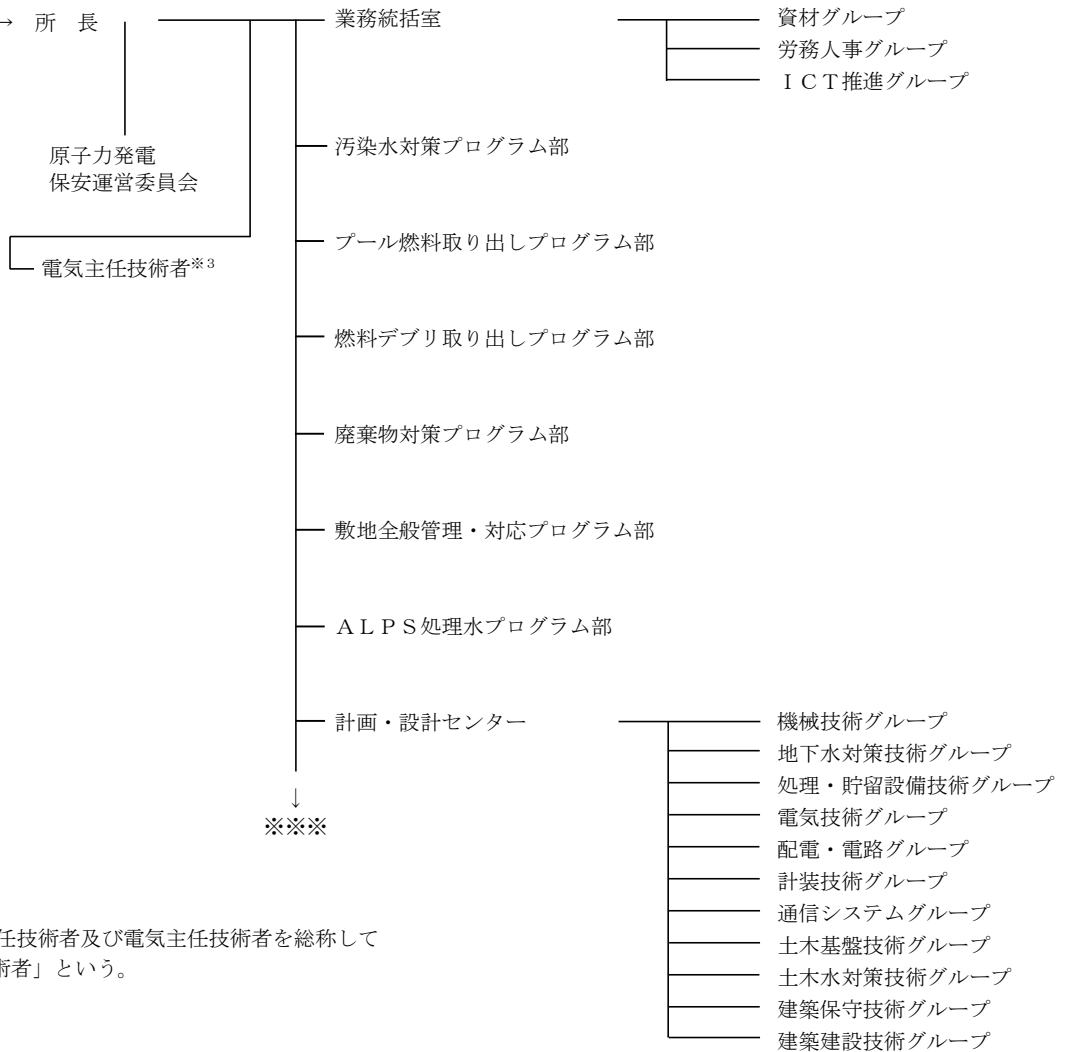 → 所 長
業務統括室
資材グループ
労務人事グループ
ＩＣＴ推進グループ
原子力発電
保安運営委員会
汚染水対策プログラム部
プール燃料取り出しプログラム部
電気主任技術者※3
燃料デブリ取り出しプログラム部
廃棄物対策プログラム部
敷地全般管理・対応プログラム部
ＡＬＰＳ処理水プログラム部
計画・設計センター
機械技術グループ
地下水対策技術グループ
処理・貯留設備技術グループ
電気技術グループ
配電・電路グループ
計装技術グループ
通信システムグループ
土木基盤技術グループ
土木水対策技術グループ
建築保守技術グループ
建築建設技術グループ
↓
※※※
任技術者及び電気主任技術者を総称して
術者」という。